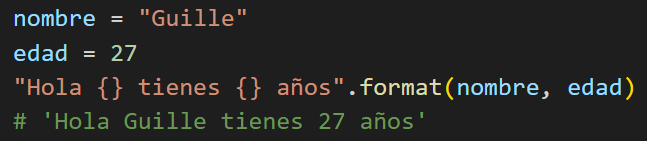 nombre = "Guille"
edad = 27
"Hola {} tienes {} años".format(nombre, edad)
# 'Hola Guille tienes 27 años'